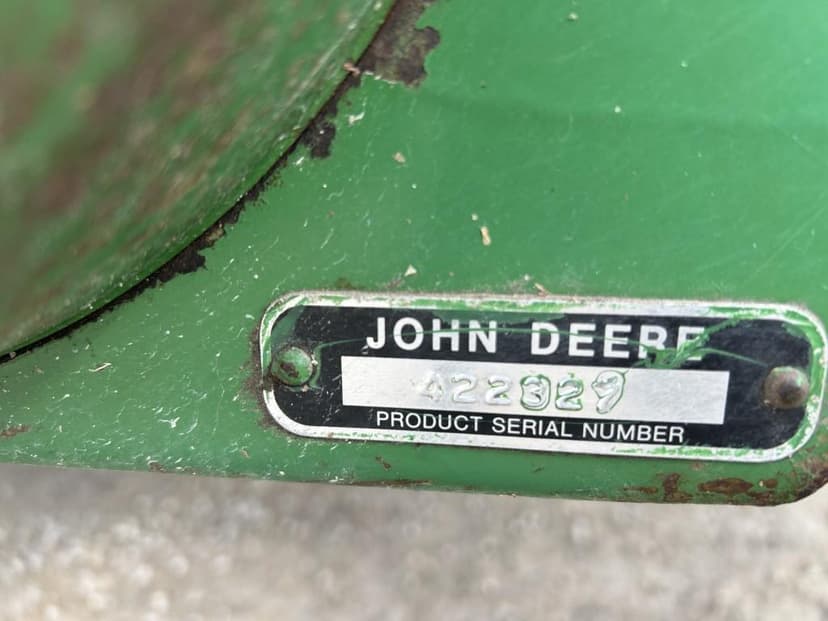 JOHN DEERE
422329
PRODUCT SERIAL NUMBER